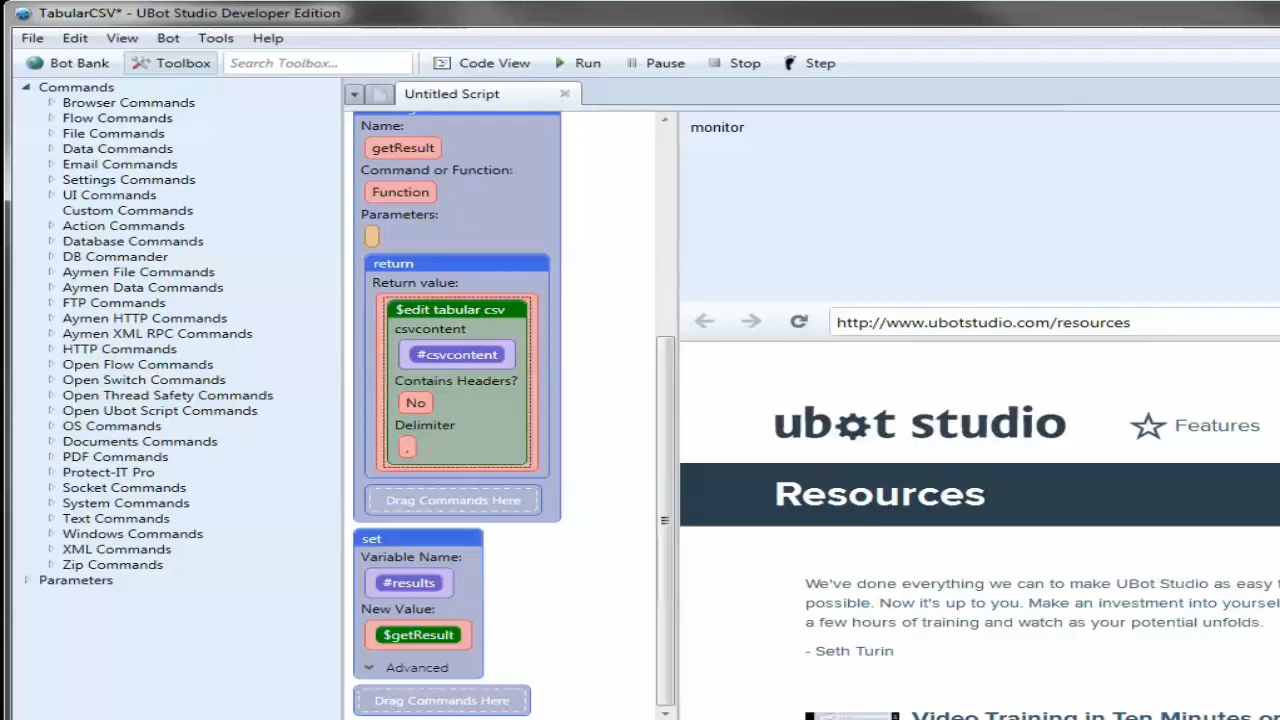 TabularCSV* - UBot Studio Developer Edition
File Edit View Bot Tools Help
Bot Bank Toolbox Search Toolbox... Code View Run Pause Stop Step
Commands
Browser Commands
Flow Commands
File Commands
Data Commands
Email Commands
Settings Commands
UI Commands
Custom Commands
Action Commands
Database Commands
DB Commander
Aymen File Commands
Aymen Data Commands
FTP Commands
Aymen HTTP Commands
Aymen XML RPC Commands
HTTP Commands
Open Flow Commands
Open Switch Commands
Open Thread Safety Commands
Open Ubot Script Commands
OS Commands
Documents Commands
PDF Commands
Protect-IT Pro
Socket Commands
System Commands
Text Commands
Windows Commands
XML Commands
Zip Commands
Parameters
Untitled Script
Name:
getResult
Command or Function:
Function
Parameters:
return
Return value:
$edit tabular csv
csvcontent
#csvcontent
Contains Headers?
No
Delimiter
,
Drag Commands Here
set
Variable Name:
#results
New Value:
$getResult
Advanced
Drag Commands Here
monitor
http://www.ubotstudio.com/resources
ubot studio Features
Resources
We've done everything we can to make UBot Studio as easy
possible. Now it's up to you. Make an investment into yoursel
a few hours of training and watch as your potential unfolds.
- Seth Turin
Video Training in Ten Minutes or